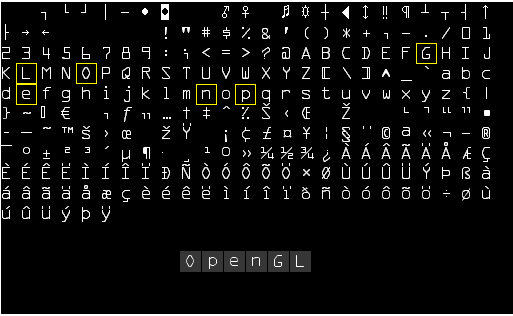 ┐ └ ┘ │ − • ◘ ♂ ♀ ♬ ☼ ┼ ◄ ↕ ‼ ¶ ┴ ┬ ┤ ↑
├ → ← ! " # $ % & ' ( ) * + , - . / 0 1
2 3 4 5 6 7 8 9 : ; < = > ? @ A B C D E F G H I J
K L M N O P Q R S T U V W X Y Z [ \ ] ^ _ ` a b c
d e f g h i j k l m n o p q r s t u v w x y z { |
} ~ € ‚ ƒ „ … † ‡ ˆ ‰ Š ‹ Œ Ž ‘ ’ “ ” •
– — ˜ ™ š › œ ž Ÿ ¡ ¢ £ ¤ ¥ ¦ § ¨ © ª « ¬ - ®
¯ ° ± ² ³ ´ µ ¶ · ¸ ¹ º » ¼ ½ ¾ ¿ À Á Â Ã Ä Å Æ Ç
È É Ê Ë Ì Í Î Ï Ð Ñ Ò Ó Ô Õ Ö × Ø Ù Ú Û Ü Ý Þ ß à
á â ã ä å æ ç è é ê ë ì í î ï ð ñ ò ó ô õ ö ÷ ø ù
ú û ü ý þ ÿ
OpenGL